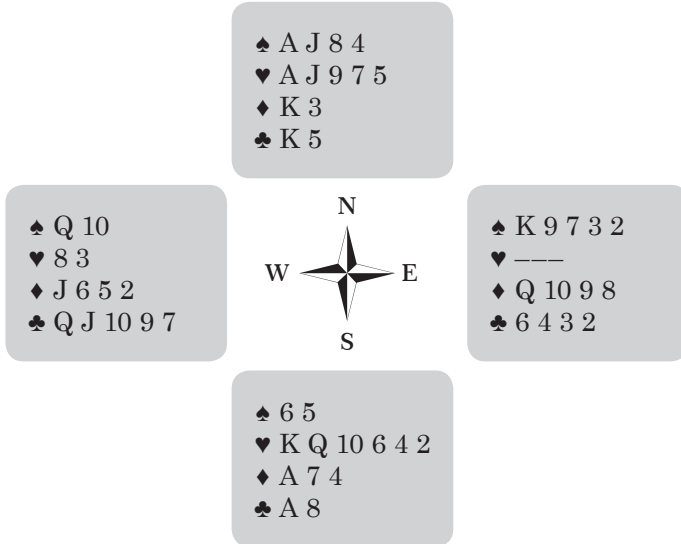 ♠ A J 8 4
♥ A J 9 7 5
♦ K 3
♣ K 5
♠ Q 10
♥ 8 3
♦ J 6 5 2
♣ Q J 10 9 7
N
W E
S
♠ K 9 7 3 2
♥ –––
♦ Q 10 9 8
♣ 6 4 3 2
♠ 6 5
♥ K Q 10 6 4 2
♦ A 7 4
♣ A 8